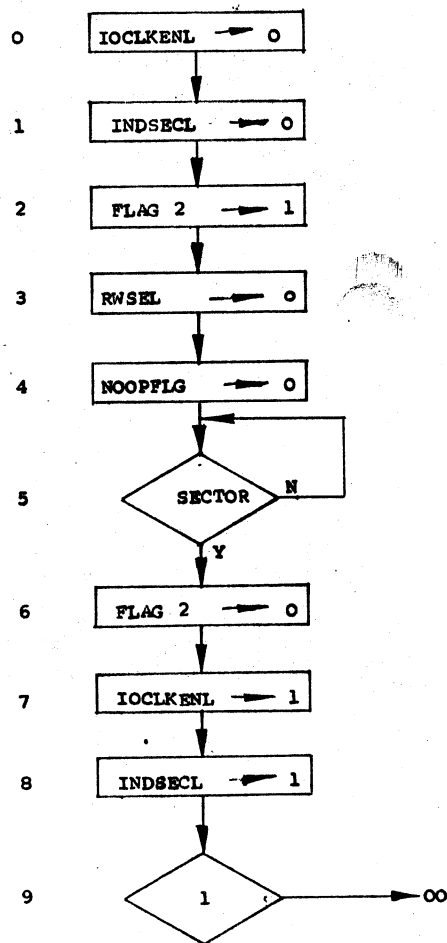 0 IOCLKENL → 0
1 INDSECL → 0
2 FLAG 2 → 1
3 RWSEL → 0
4 NOOPFLG → 0
5 SECTOR N
Y
6 FLAG 2 → 0
7 IOCLKENL → 1
8 INDSECL → 1
9 1 → ∞